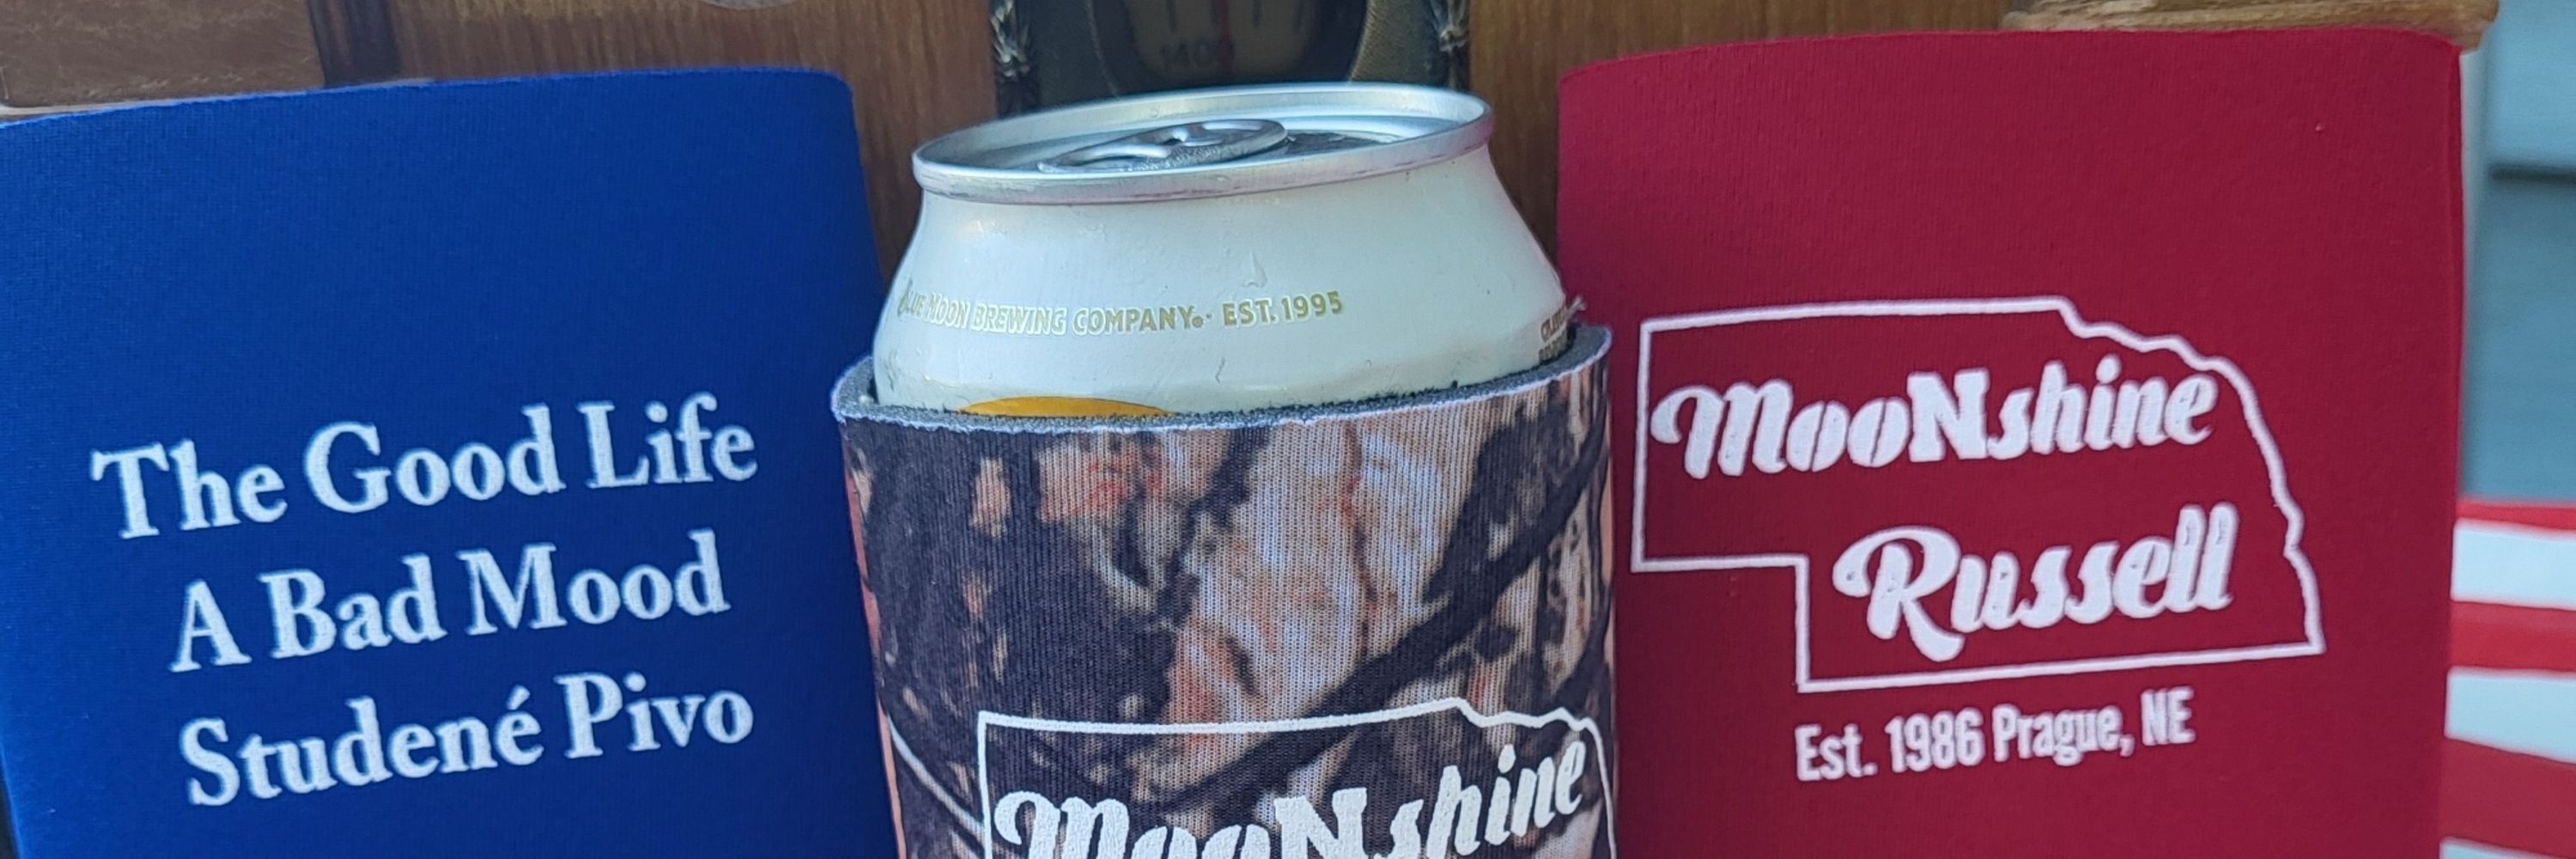 The Good Life
A Bad Mood
Studené Pivo
BLUE MOON BREWING COMPANY® · EST. 1995
MooNshine
MooNshine
Russell
Est. 1986 Prague, NE